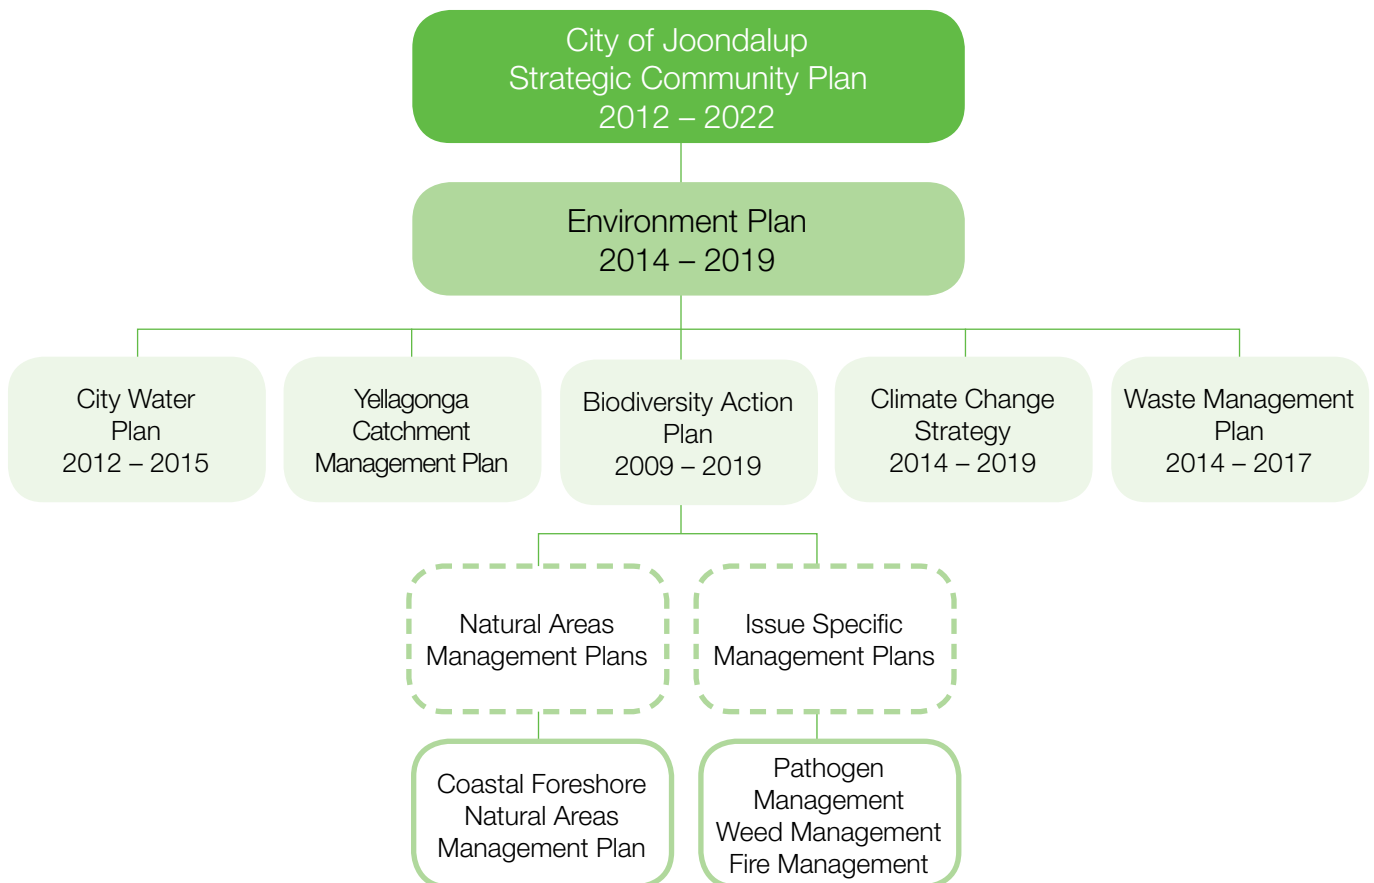 City of Joondalup
Strategic Community Plan
2012 – 2022
Environment Plan
2014 – 2019
City Water
Plan
2012 – 2015
Yellagonga
Catchment
Management Plan
Biodiversity Action
Plan
2009 – 2019
Climate Change
Strategy
2014 – 2019
Waste Management
Plan
2014 – 2017
Natural Areas
Management Plans
Issue Specific
Management Plans
Coastal Foreshore
Natural Areas
Management Plan
Pathogen
Management
Weed Management
Fire Management